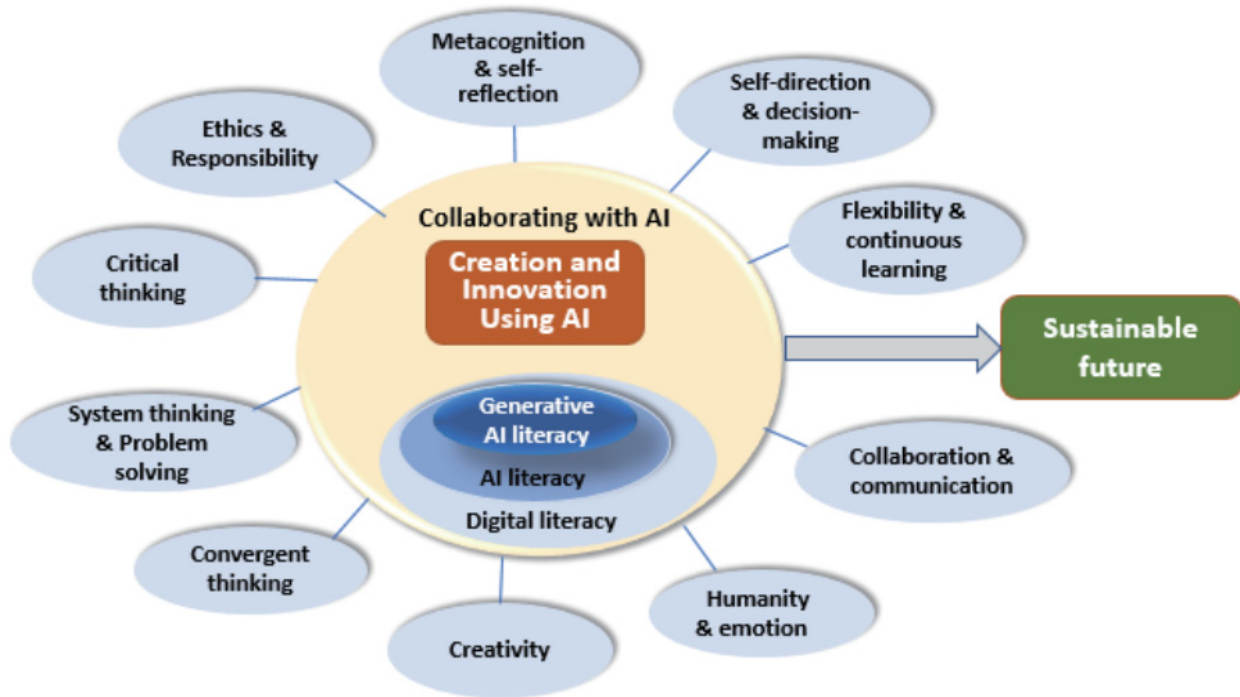 Metacognition
& self-
reflection
Self-direction
& decision-
making
Ethics &
Responsibility
Flexibility &
continuous
learning
Collaborating with AI
Creation and
Innovation
Using AI
Critical
thinking
Sustainable
future
Generative
AI literacy
AI literacy
Digital literacy
System thinking
& Problem
solving
Collaboration &
communication
Convergent
thinking
Creativity
Humanity
& emotion